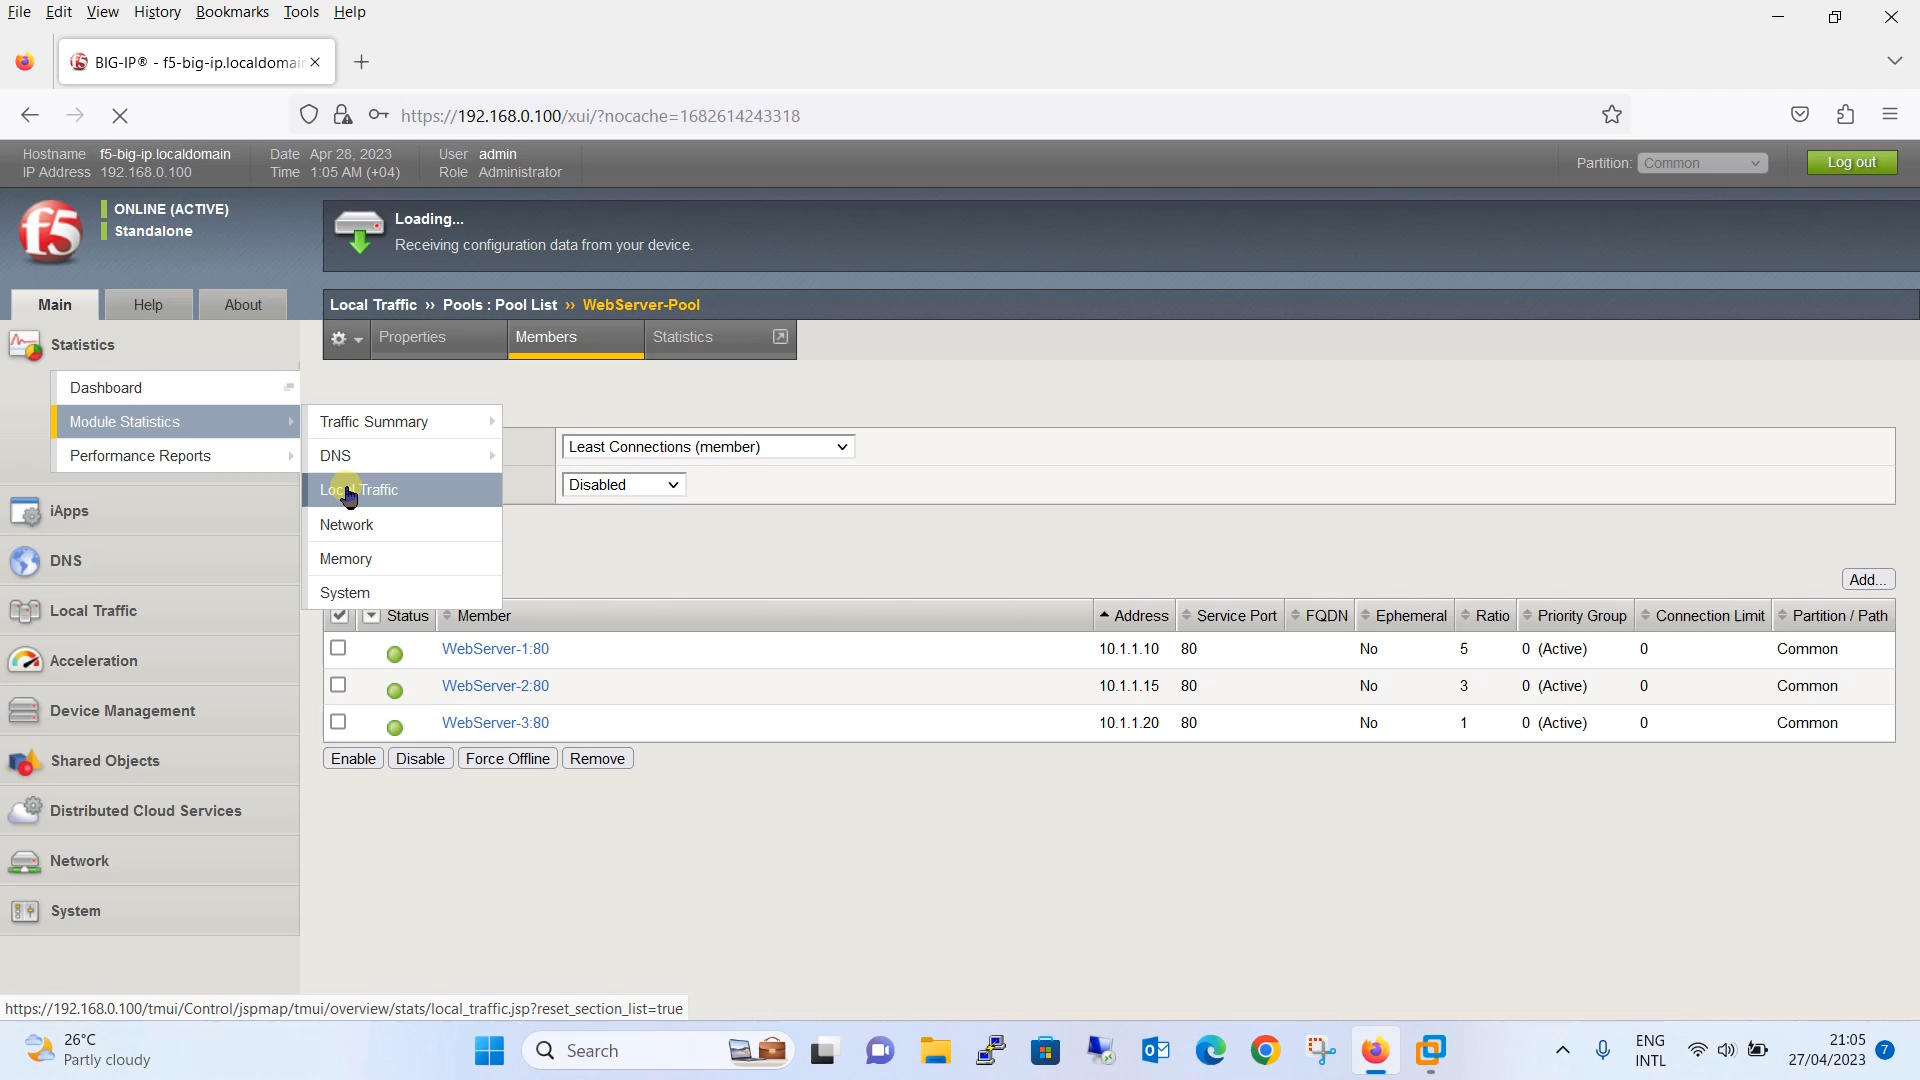 File Edit View History Bookmarks Tools Help
BIG-IP® - f5-big-ip.localdomain
https://192.168.0.100/xui/?nocache=1682614243318
Hostname f5-big-ip.localdomain Date Apr 28, 2023 User admin
IP Address 192.168.0.100 Time 1:05 AM (+04) Role Administrator
Partition: Common Log out
f5
ONLINE (ACTIVE)
Standalone
Loading...
Receiving configuration data from your device.
Main Help About
Local Traffic ›› Pools : Pool List ›› WebServer-Pool
Properties Members Statistics
Statistics
Dashboard
Module Statistics
Performance Reports
Traffic Summary
DNS
Local Traffic
Network
Memory
System
Least Connections (member)
Disabled
iApps
DNS
Local Traffic
Acceleration
Device Management
Shared Objects
Distributed Cloud Services
Network
System
Add...
Status Member Address Service Port FQDN Ephemeral Ratio Priority Group Connection Limit Partition / Path
WebServer-1:80 10.1.1.10 80 No 5 0 (Active) 0 Common
WebServer-2:80 10.1.1.15 80 No 3 0 (Active) 0 Common
WebServer-3:80 10.1.1.20 80 No 1 0 (Active) 0 Common
Enable Disable Force Offline Remove
https://192.168.0.100/tmui/Control/jspmap/tmui/overview/stats/local_traffic.jsp?reset_section_list=true
26°C
Partly cloudy
Search
ENG
INTL
21:05
27/04/2023
7